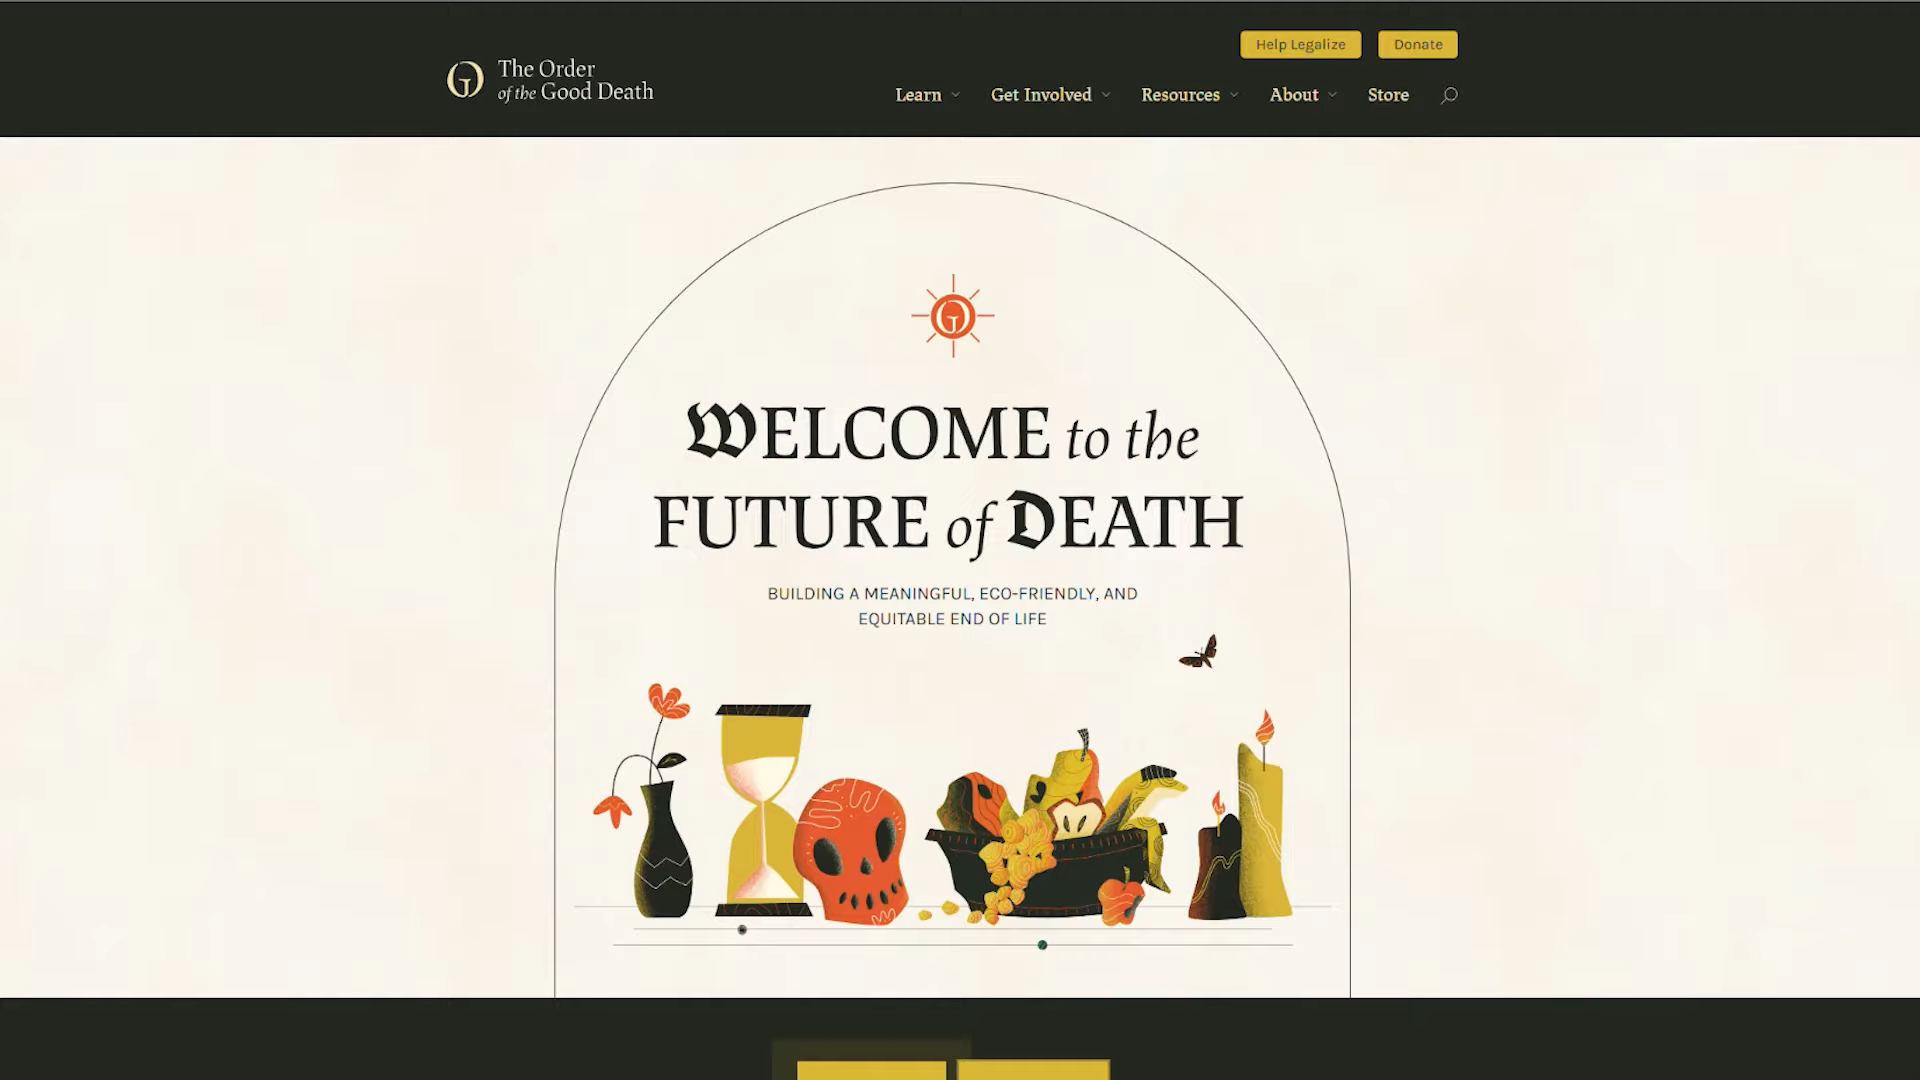 Help Legalize
Donate
The Order
of the Good Death
Learn
Get Involved
Resources
About
Store
WELCOME to the
FUTURE of DEATH
BUILDING A MEANINGFUL, ECO-FRIENDLY, AND
EQUITABLE END OF LIFE